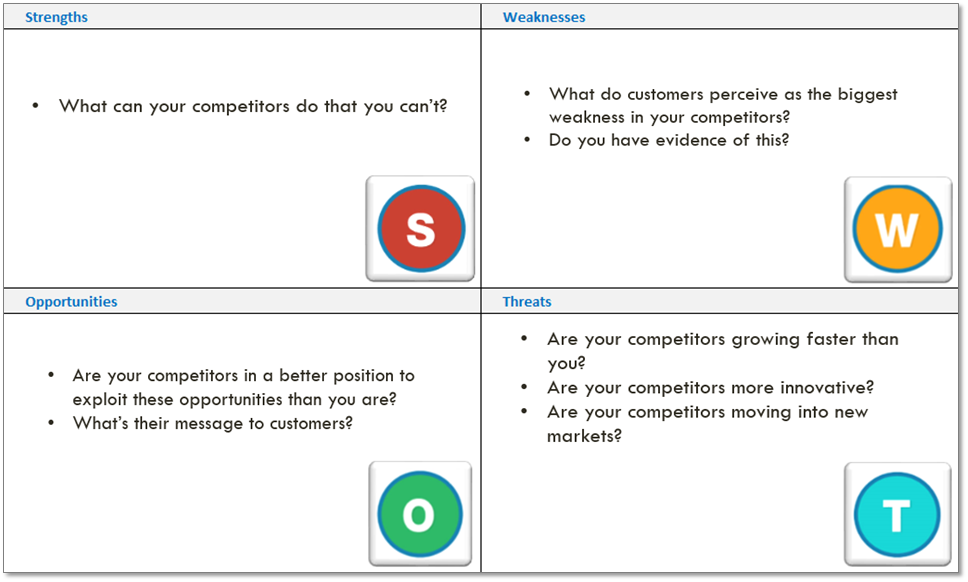 Strengths
• What can your competitors do that you can't?
S
Weaknesses
• What do customers perceive as the biggest
weakness in your competitors?
• Do you have evidence of this?
W
Opportunities
• Are your competitors in a better position to
exploit these opportunities than you are?
• What's their message to customers?
O
Threats
• Are your competitors growing faster than
you?
• Are your competitors more innovative?
• Are your competitors moving into new
markets?
T